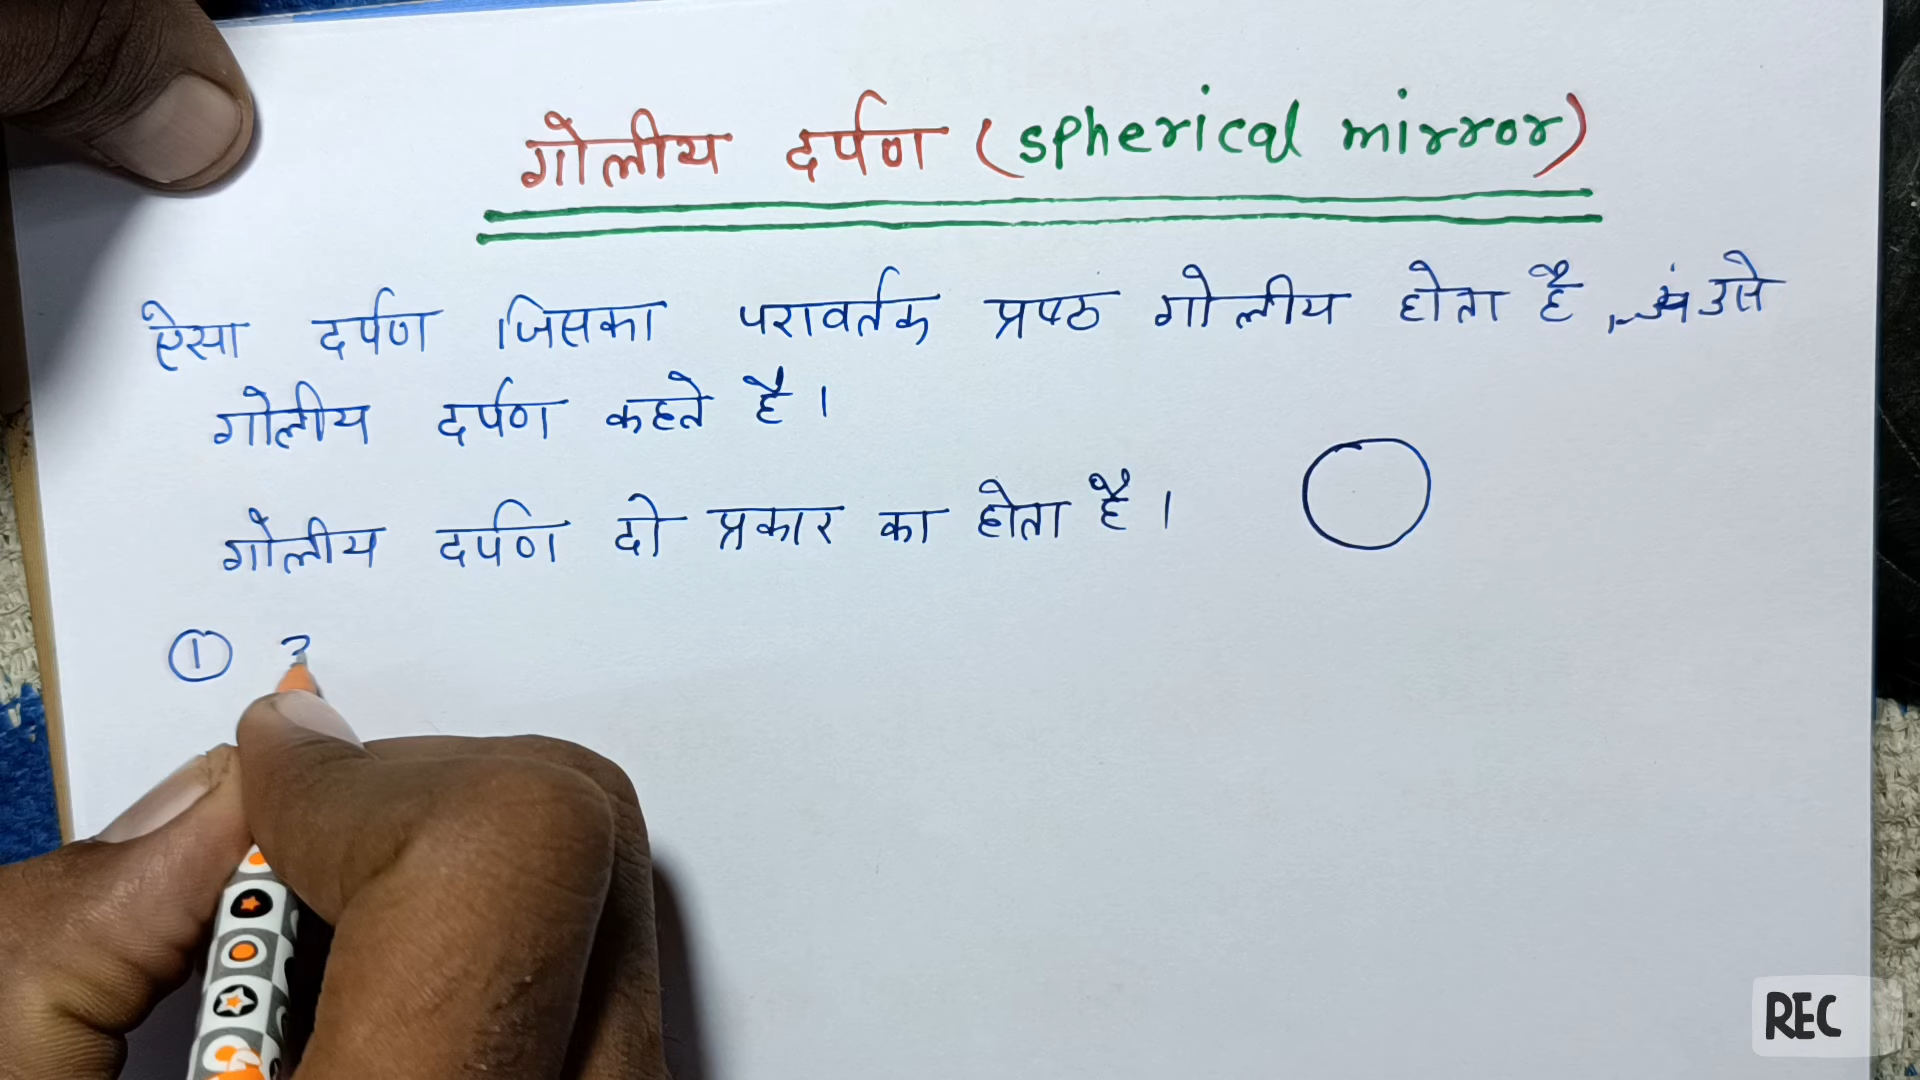 गोलीय दर्पण (spherical mirror)
ऐसा दर्पण जिसका परावर्तक प्रष्ठ गोलीय होता है, उसे
गोलीय दर्पण कहते है।
गोलीय दर्पण दो प्रकार का होता है।
①
REC